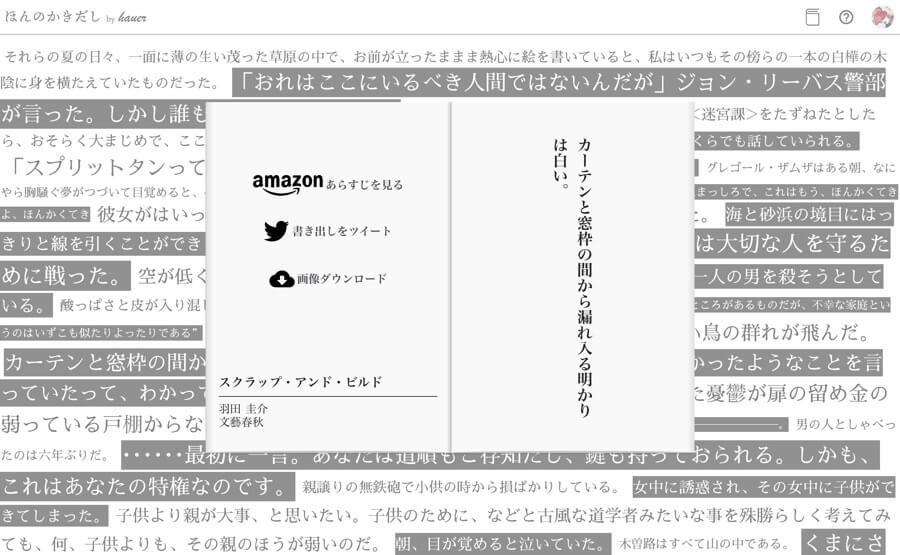 ほんのかきだし by hauer
それらの夏の日々、一面に薄の生い茂った草原の中で、お前が立ったまま熱心に絵を書いていると、私はいつもその傍らの一本の白樺の木
陰に身を横たえていたものだった。 「おれはここにいるべき人間ではないんだが」ジョン・リーバス警部
が言った。しかし誰も
<迷宮課>をたずねたとした
ら、おそらく大まじめで、ここ
くらでも話していられる。
「スプリットタンって
グレゴール・ザムザはある朝、なに
やら胸騒ぐ夢がつづいて目覚めると、
まっしろで、これはもう、ほんかくてき
よ、ほんかくてき 彼女がはいっ
。 海と砂浜の境目にはっ
きりと線を引くことができ
は大切な人を守るた
めに戦った。 空が低く
一人の男を殺そうとして
いる。 酸っぱさと皮が入り混じ
ところがあるものだが、不幸な家庭とい
うのはいずこも似たりよったりである”
い鳥の群れが飛んだ。
カーテンと窓枠の間か
かったようなことを言
っていたって、わかって
た憂鬱が扉の留め金の
弱っている戸棚からな
。 男の人としゃべっ
たのは六年ぶりだ。 ・・・・・・最初に一言。あなたは道順もご存知だし、鍵も持っておられる。しかも、
これはあなたの特権なのです。 親譲りの無鉄砲で小供の時から損ばかりしている。 女中に誘惑され、その女中に子供がで
きてしまった。 子供より親が大事、と思いたい。子供のために、などと古風な道学者みたいな事を殊勝らしく考えてみ
ても、何、子供よりも、その親のほうが弱いのだ。 朝、目が覚めると泣いていた。 木曽路はすべて山の中である。 くまにさ
amazon あらすじを見る
書き出しをツイート
画像ダウンロード
スクラップ・アンド・ビルド
羽田 圭介
文藝春秋
カーテンと窓枠の間から漏れ入る明かり
は白い。